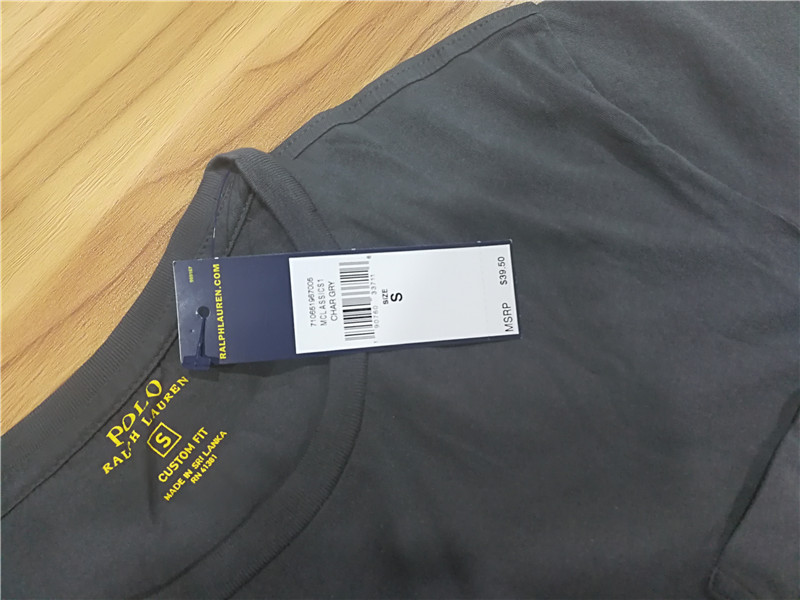 RALPHLAUREN.COM
MCLASSICS1
CHAR GRY
SIZE
S
MSRP $39.50
POLO
RALPH LAUREN
S
CUSTOM FIT
MADE IN SRI LANKA
RN 41381